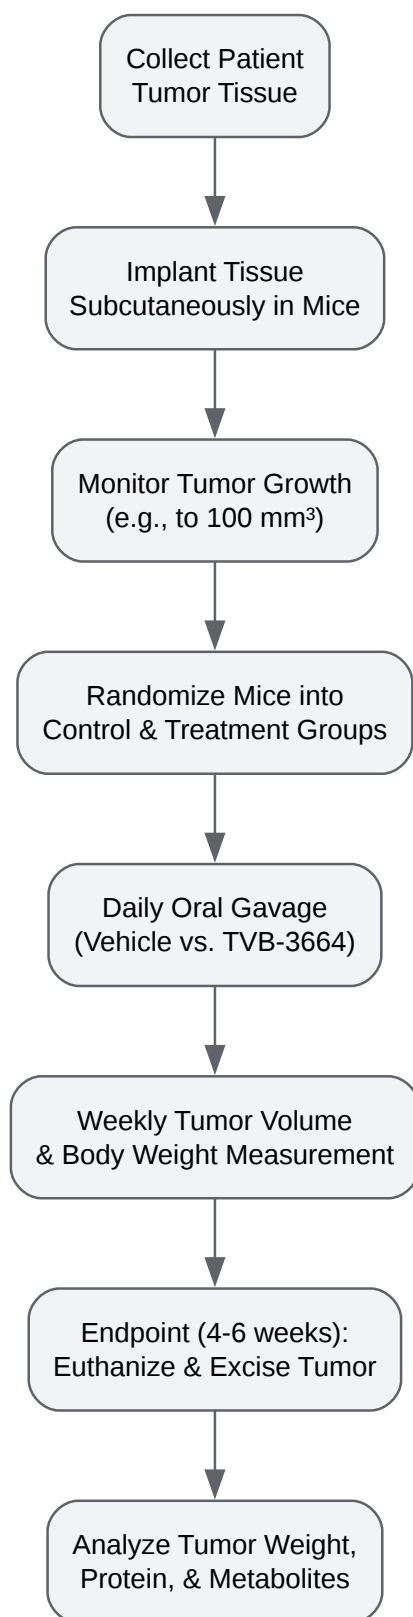 Collect Patient
Tumor Tissue
Implant Tissue
Subcutaneously in Mice
Monitor Tumor Growth
(e.g., to 100 mm³)
Randomize Mice into
Control & Treatment Groups
Daily Oral Gavage
(Vehicle vs. TVB-3664)
Weekly Tumor Volume
& Body Weight Measurement
Endpoint (4-6 weeks):
Euthanize & Excise Tumor
Analyze Tumor Weight,
Protein, & Metabolites